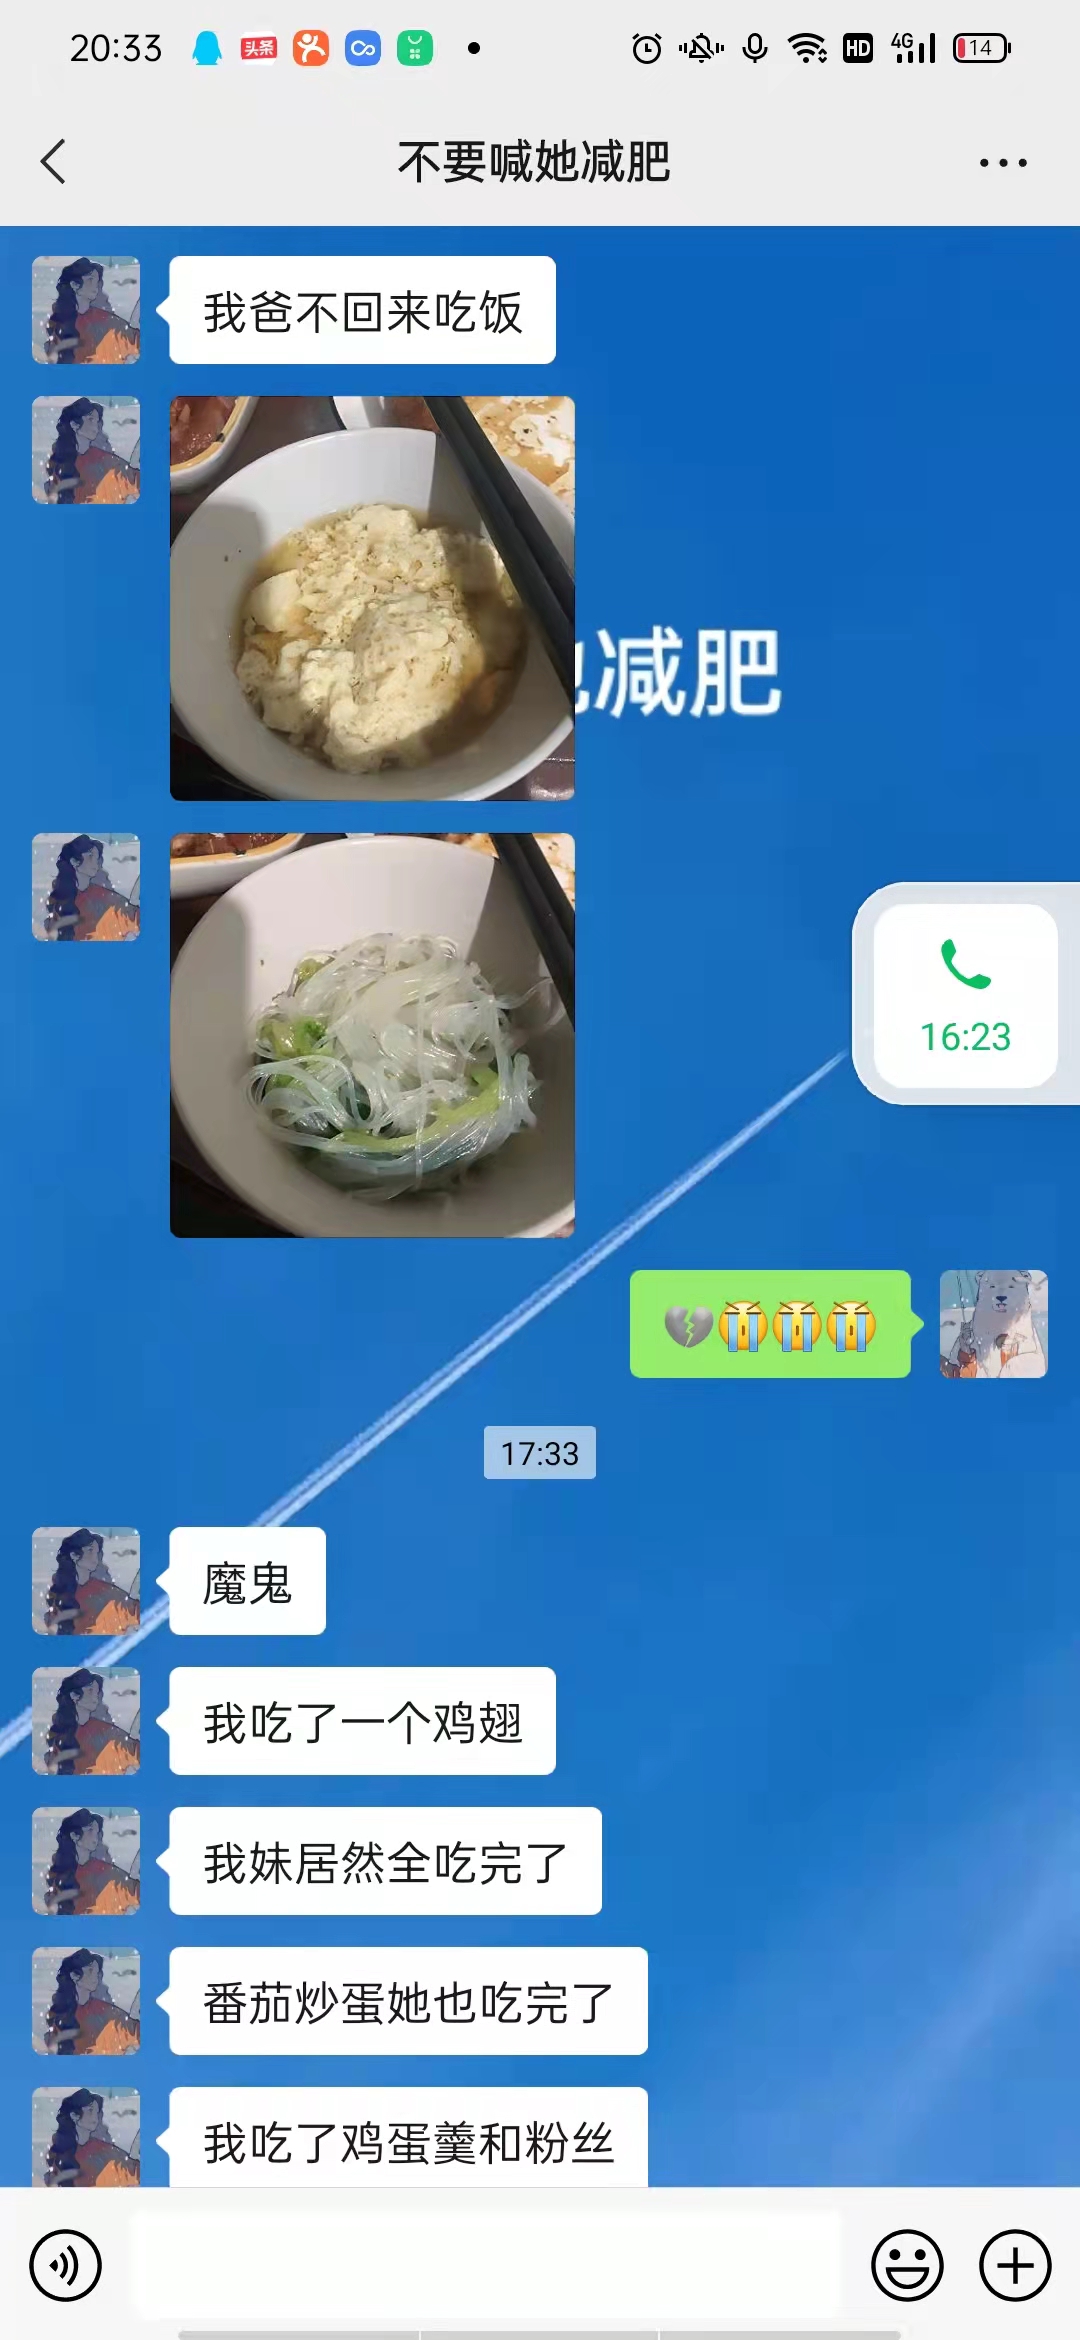 20:33
头条
HD
4G
14
不要喊她减肥
我爸不回来吃饭
减肥
16:23
17:33
魔鬼
我吃了一个鸡翅
我妹居然全吃完了
番茄炒蛋她也吃完了
我吃了鸡蛋羹和粉丝